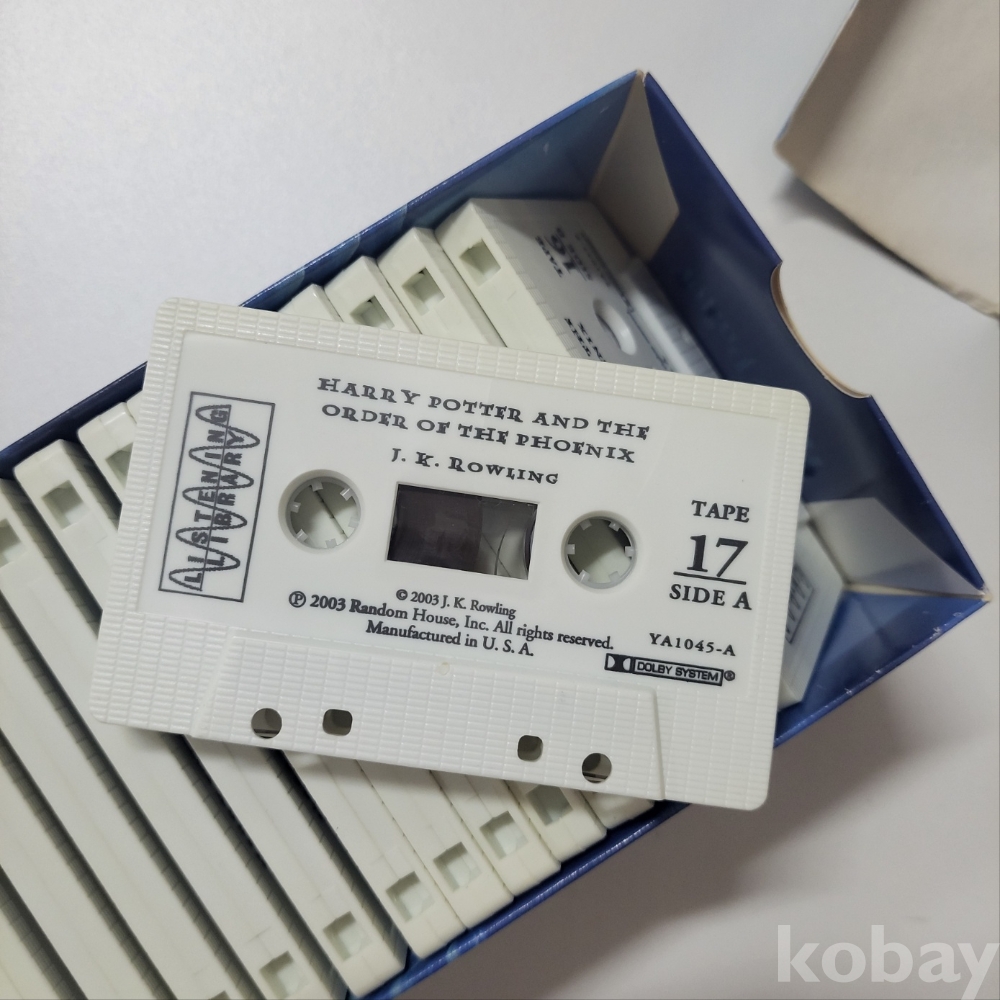 HARRY POTTER AND THE
ORDER OF THE PHOENIX
J. K. ROWLING
LISTENING
LIBRARY
TAPE
17
SIDE A
© 2003 J. K. Rowling
℗ 2003 Random House, Inc. All rights reserved.
Manufactured in U. S. A.
YA1045-A
DOLBY SYSTEM®
16
kobay